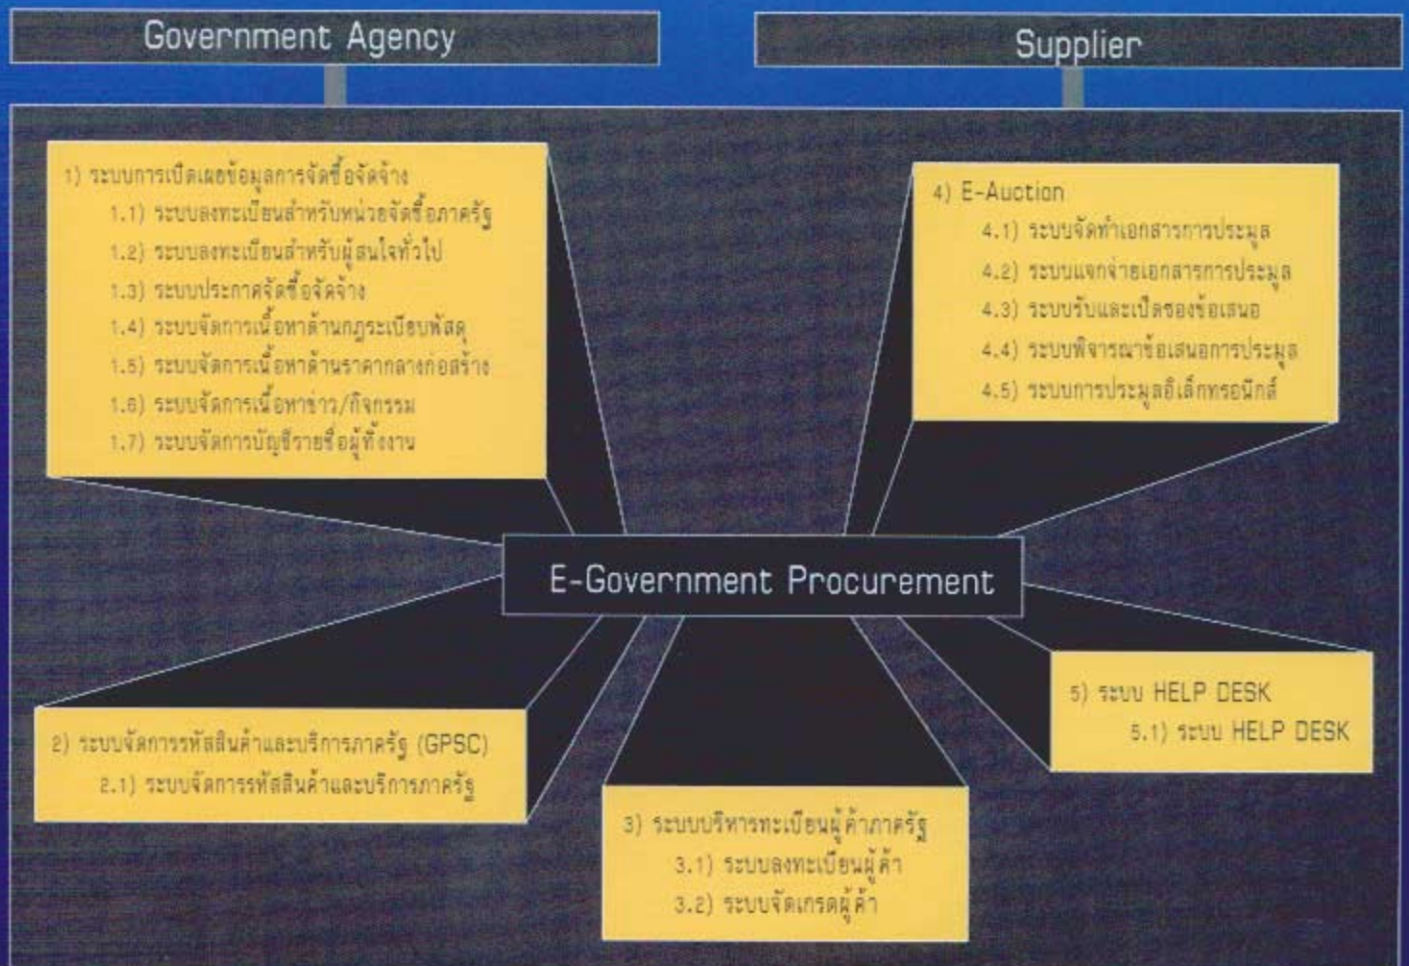 Government Agency
Supplier
1) ระบบการเปิดเผยข้อมูลการจัดซื้อจัดจ้าง
1.1) ระบบลงทะเบียนสำหรับหน่วยจัดซื้อภาครัฐ
1.2) ระบบลงทะเบียนสำหรับผู้สนใจทั่วไป
1.3) ระบบประกาศจัดซื้อจัดจ้าง
1.4) ระบบจัดการเนื้อหาด้านกฎระเบียบพัสดุ
1.5) ระบบจัดการเนื้อหาด้านราคากลางก่อสร้าง
1.6) ระบบจัดการเนื้อหาข่าว/กิจกรรม
1.7) ระบบจัดการบัญชีรายชื่อผู้ทิ้งงาน
4) E-Auction
4.1) ระบบจัดทำเอกสารการประมูล
4.2) ระบบแจกจ่ายเอกสารการประมูล
4.3) ระบบรับและเปิดซองข้อเสนอ
4.4) ระบบพิจารณาข้อเสนอการประมูล
4.5) ระบบการประมูลอิเล็กทรอนิกส์
E-Government Procurement
2) ระบบจัดการรหัสสินค้าและบริการภาครัฐ (GPSC)
2.1) ระบบจัดการรหัสสินค้าและบริการภาครัฐ
3) ระบบบริหารทะเบียนผู้ค้าภาครัฐ
3.1) ระบบลงทะเบียนผู้ค้า
3.2) ระบบจัดเกรดผู้ค้า
5) ระบบ HELP DESK
5.1) ระบบ HELP DESK